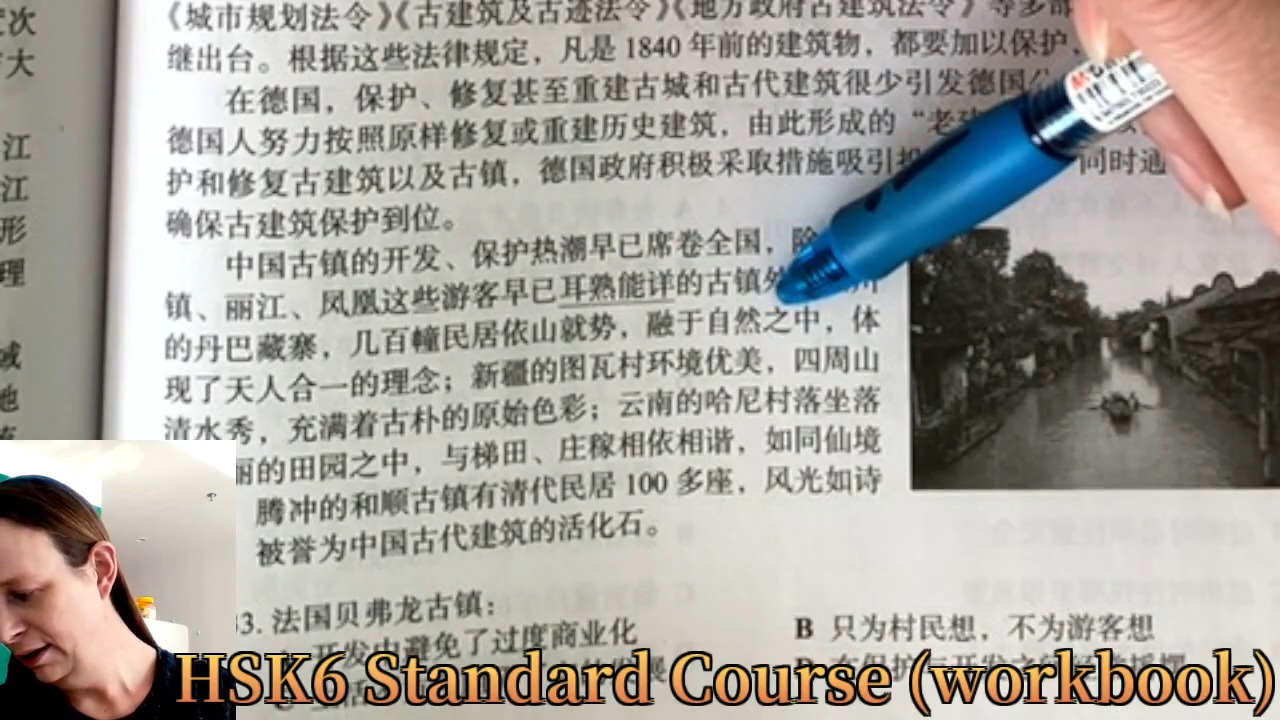 《城市规划法令》《古建筑及古迹法令》《地方政府古建筑法令》等多部
继出台。根据这些法律规定，凡是 1840 年前的建筑物，都要加以保护，
在德国，保护、修复甚至重建古城和古代建筑很少引发德国
德国人努力按照原样修复或重建历史建筑，由此形成的“老
护和修复古建筑以及古镇，德国政府积极采取措施吸引 同时通
确保古建筑保护到位。
中国古镇的开发、保护热潮早已席卷全国，除
镇、丽江、凤凰这些游客早已耳熟能详的古镇外
的丹巴藏寨，几百幢民居依山就势，融于自然之中，体
现了天人合一的理念；新疆的图瓦村环境优美，四周山
清水秀，充满着古朴的原始色彩；云南的哈尼村落坐落
丽的田园之中，与梯田、庄稼相依相谐，如同仙境
腾冲的和顺古镇有清代民居 100 多座，风光如诗
被誉为中国古代建筑的活化石。
3. 法国贝弗龙古镇：
开发中避免了过度商业化
B 只为村民想，不为游客想
大
江
江
形
理
域
HSK6 Standard Course (workbook)